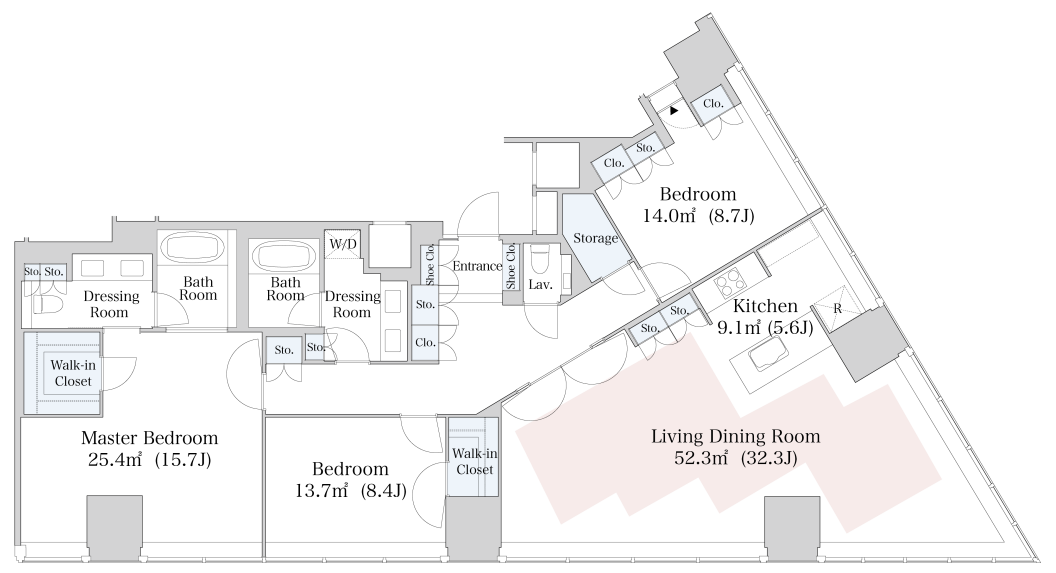 Clo.
Clo.
Sto.
Bedroom
14.0㎡ (8.7J)
Storage
W/D
Shoe Clo.
Entrance
Shoe Clo.
Lav.
Sto.
Sto.
Dressing
Room
Bath
Room
Bath
Room
Dressing
Room
Sto.
Clo.
Sto.
Sto.
Sto.
Sto.
Kitchen
9.1㎡ (5.6J)
R
Walk-in
Closet
Master Bedroom
25.4㎡ (15.7J)
Bedroom
13.7㎡ (8.4J)
Walk-in
Closet
Living Dining Room
52.3㎡ (32.3J)